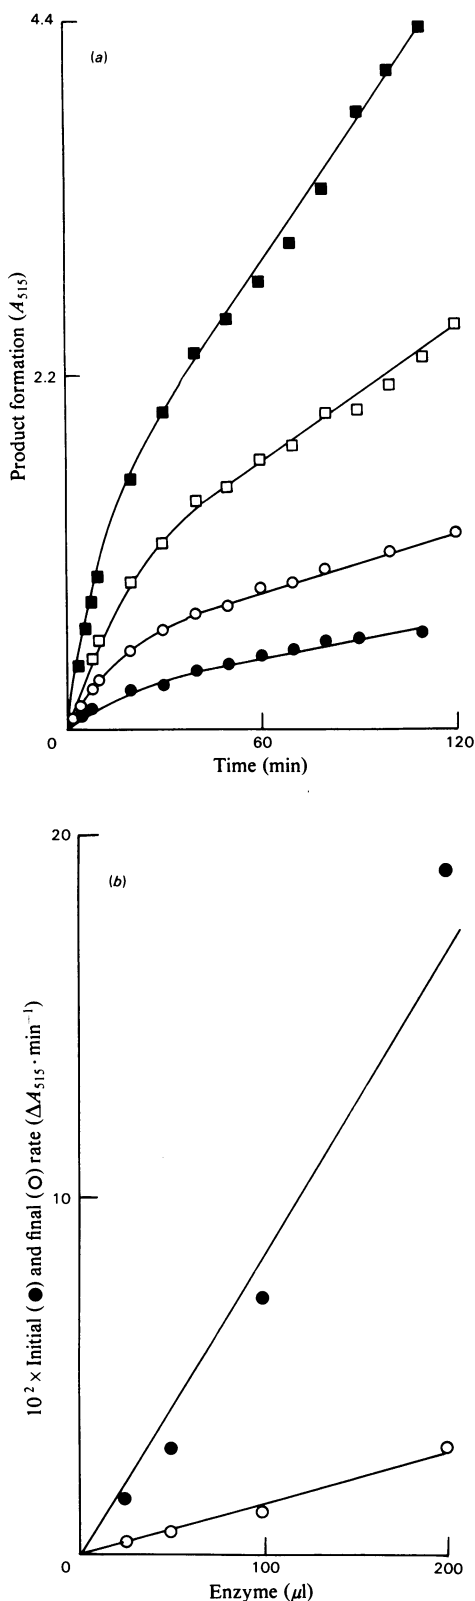 4.4
(a)
Product formation (A515)
2.2
0
60
120
Time (min)
20
(b)
10² × Initial (●) and final (○) rate (ΔA515 · min⁻¹)
10
0
100
200
Enzyme (μl)